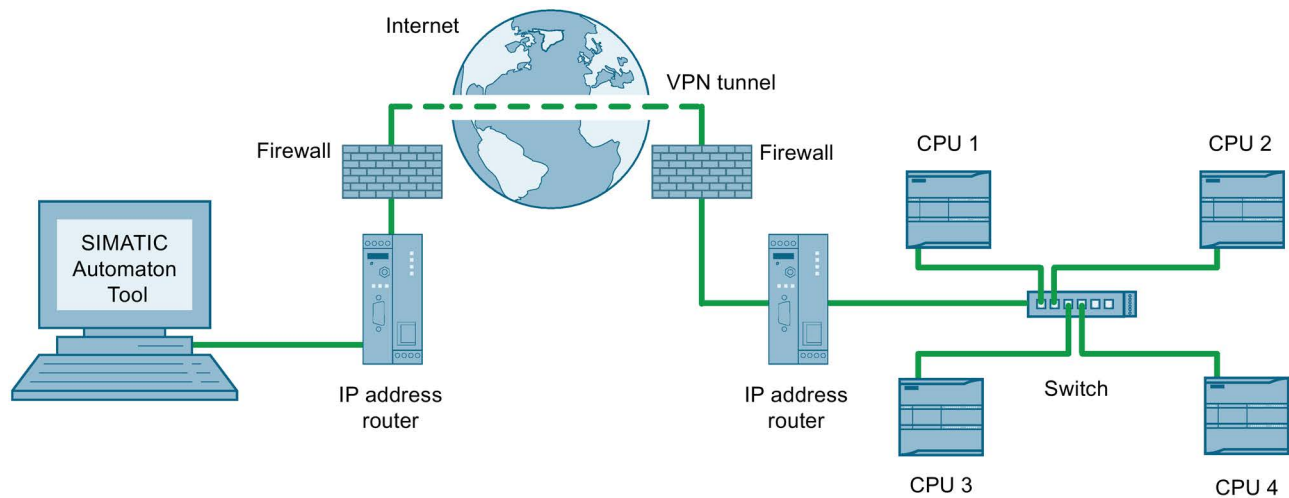 Internet
VPN tunnel
Firewall
Firewall
CPU 1
CPU 2
SIMATIC
Automaton
Tool
IP address
router
IP address
router
Switch
CPU 3
CPU 4